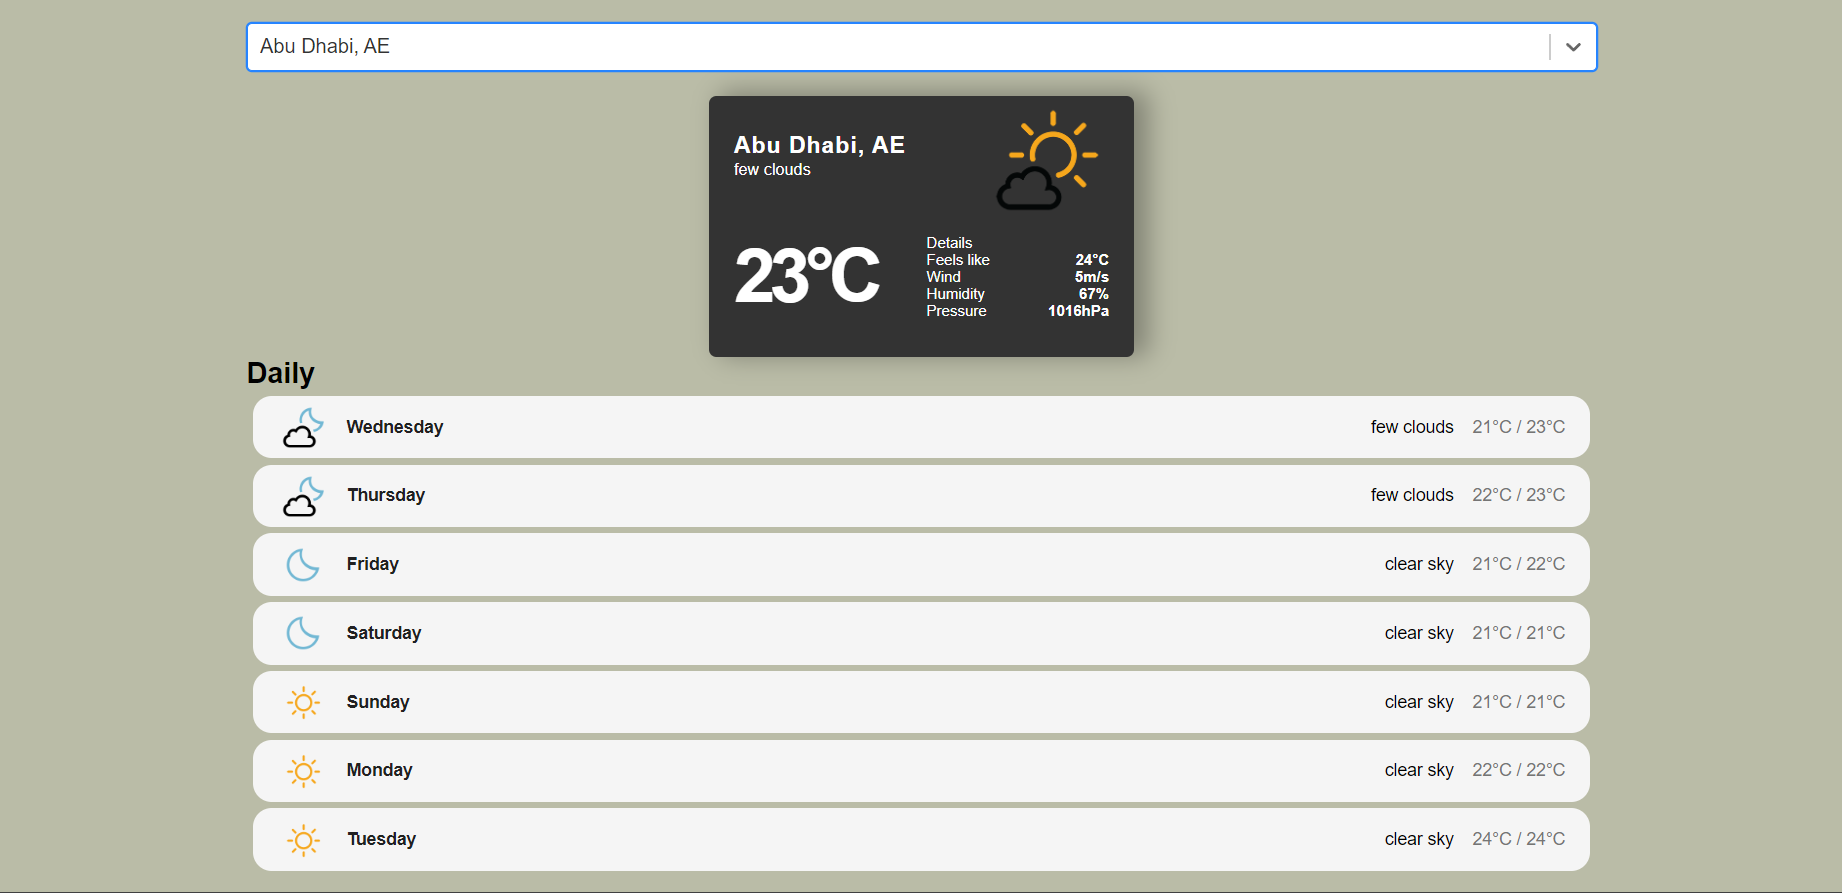 Abu Dhabi, AE
Abu Dhabi, AE
few clouds
23°C
Details
Feels like 24°C
Wind 5m/s
Humidity 67%
Pressure 1016hPa
Daily
Wednesday few clouds 21°C / 23°C
Thursday few clouds 22°C / 23°C
Friday clear sky 21°C / 22°C
Saturday clear sky 21°C / 21°C
Sunday clear sky 21°C / 21°C
Monday clear sky 22°C / 22°C
Tuesday clear sky 24°C / 24°C